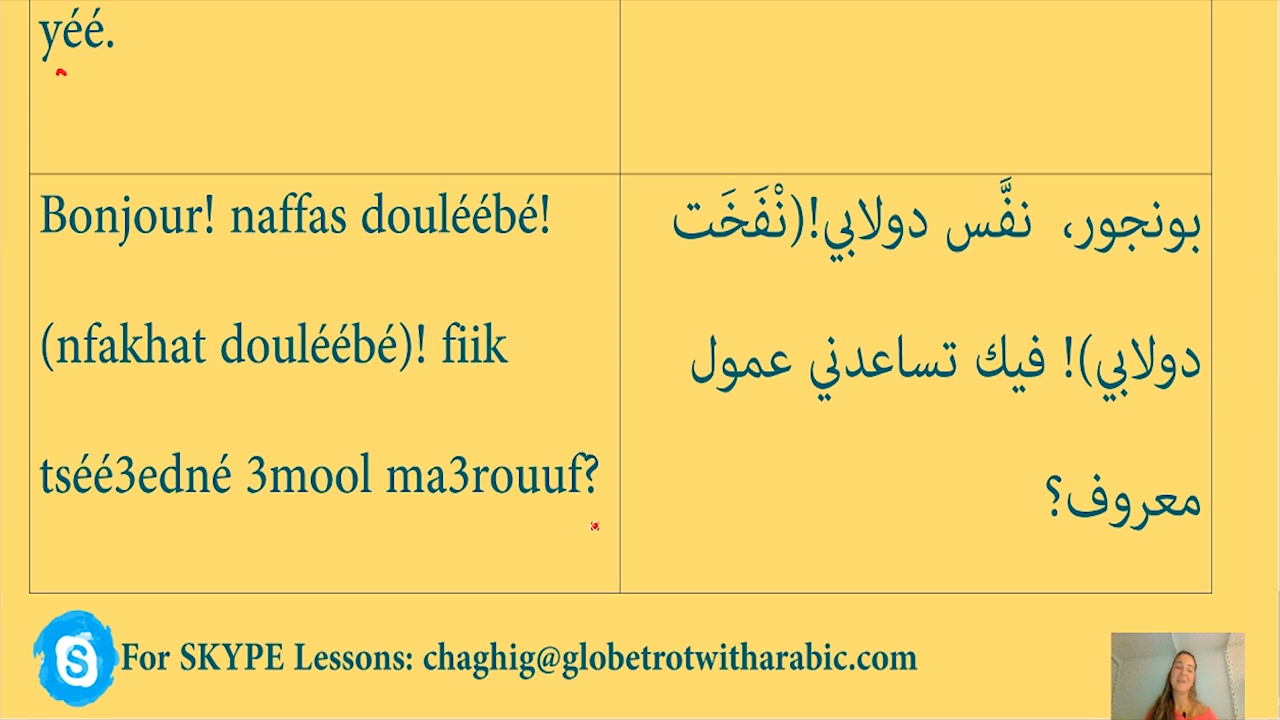 yéé.
Bonjour! naffas douléébé!
(nfakhat douléébé)! fiik
tséé3edné 3mool ma3rouuf?
بونجور، نفَّس دولابي!(نْفَخَت
دولابي)! فيك تساعدني عمول
معروف؟
For SKYPE Lessons: chaghig@globetrotwitharabic.com